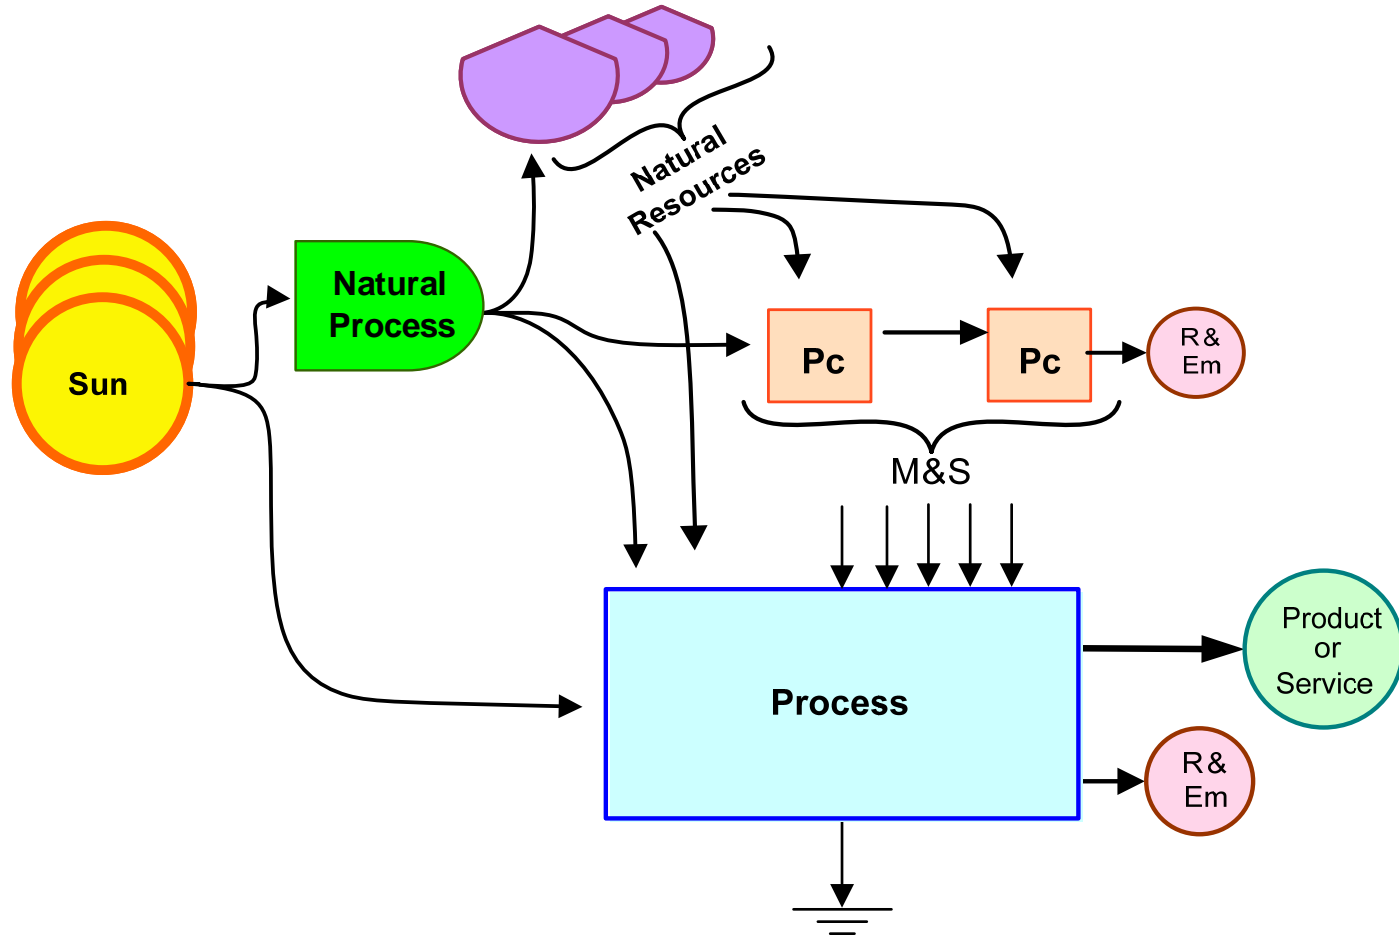 Natural
Resources
Natural
Process
Sun
Pc
Pc
R &
Em
M&S
Process
Product
or
Service
R &
Em